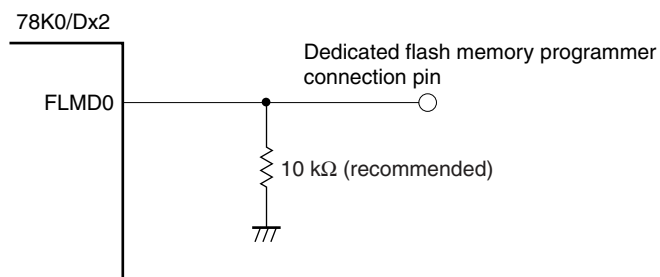 78K0/Dx2
Dedicated flash memory programmer
connection pin
FLMD0
10 kΩ (recommended)